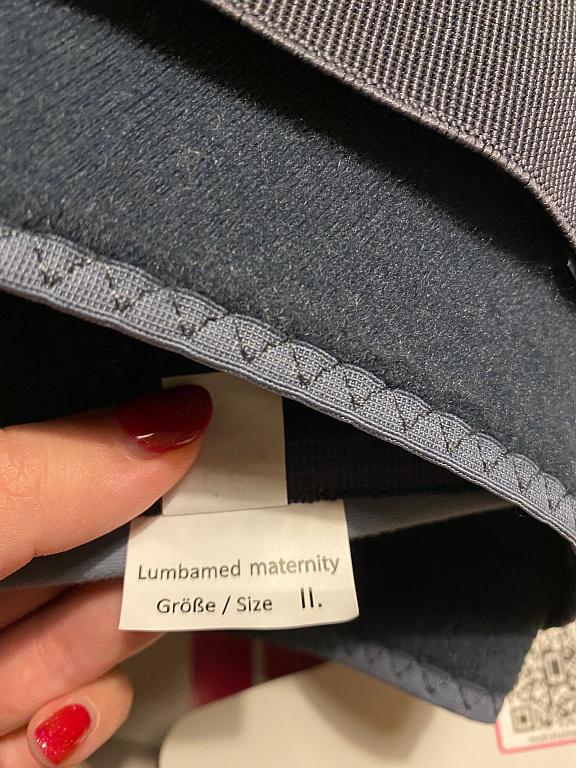 Lumbamed maternity
Größe / Size II.